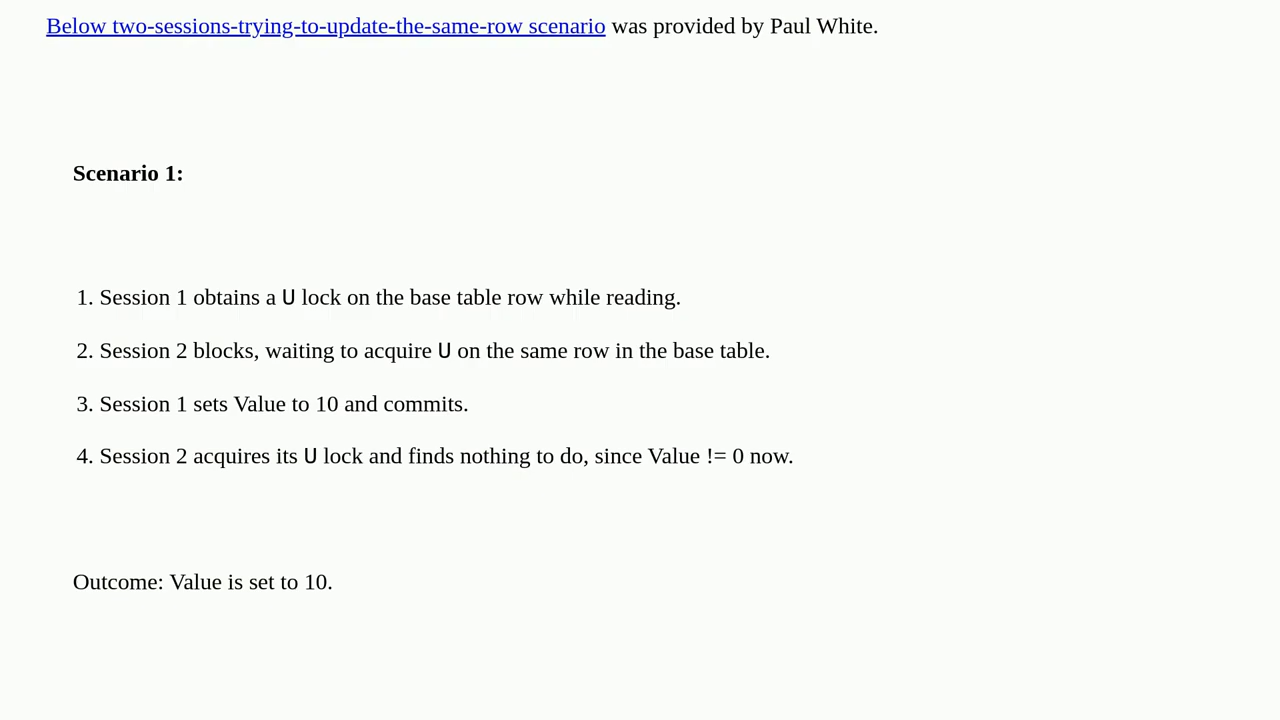 Below two-sessions-trying-to-update-the-same-row scenario was provided by Paul White.
Scenario 1:
1. Session 1 obtains a U lock on the base table row while reading.
2. Session 2 blocks, waiting to acquire U on the same row in the base table.
3. Session 1 sets Value to 10 and commits.
4. Session 2 acquires its U lock and finds nothing to do, since Value != 0 now.
Outcome: Value is set to 10.